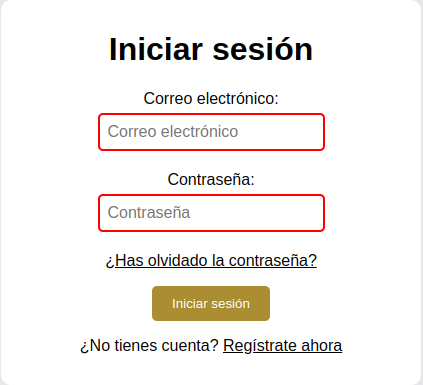 Iniciar sesión
Correo electrónico:
Correo electrónico
Contraseña:
Contraseña
¿Has olvidado la contraseña?
Iniciar sesión
¿No tienes cuenta? Regístrate ahora